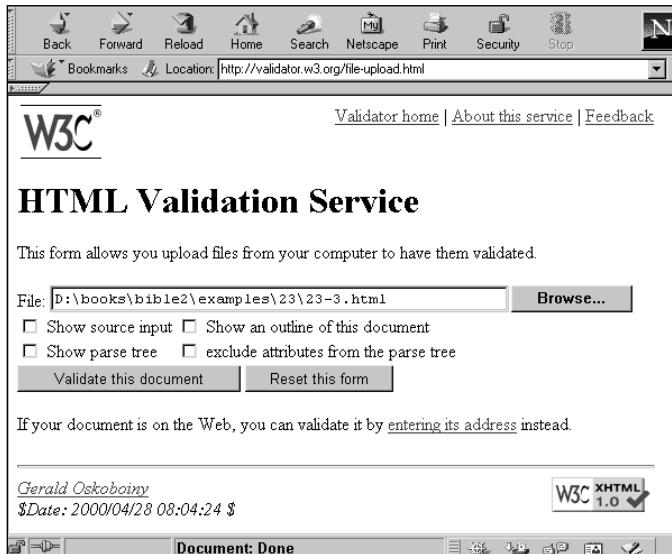 Back Forward Reload Home Search Netscape Print Security Stop
My
N
Bookmarks Location: http://validator.w3.org/file-upload.html
W3C®
Validator home | About this service | Feedback
HTML Validation Service
This form allows you upload files from your computer to have them validated.
File: D:\books\bible2\examples\23\23-3.html Browse...
Show source input Show an outline of this document
Show parse tree exclude attributes from the parse tree
Validate this document Reset this form
If your document is on the Web, you can validate it by entering its address instead.
Gerald Oskoboiny
$Date: 2000/04/28 08:04:24 $
W3C XHTML 1.0
Document: Done